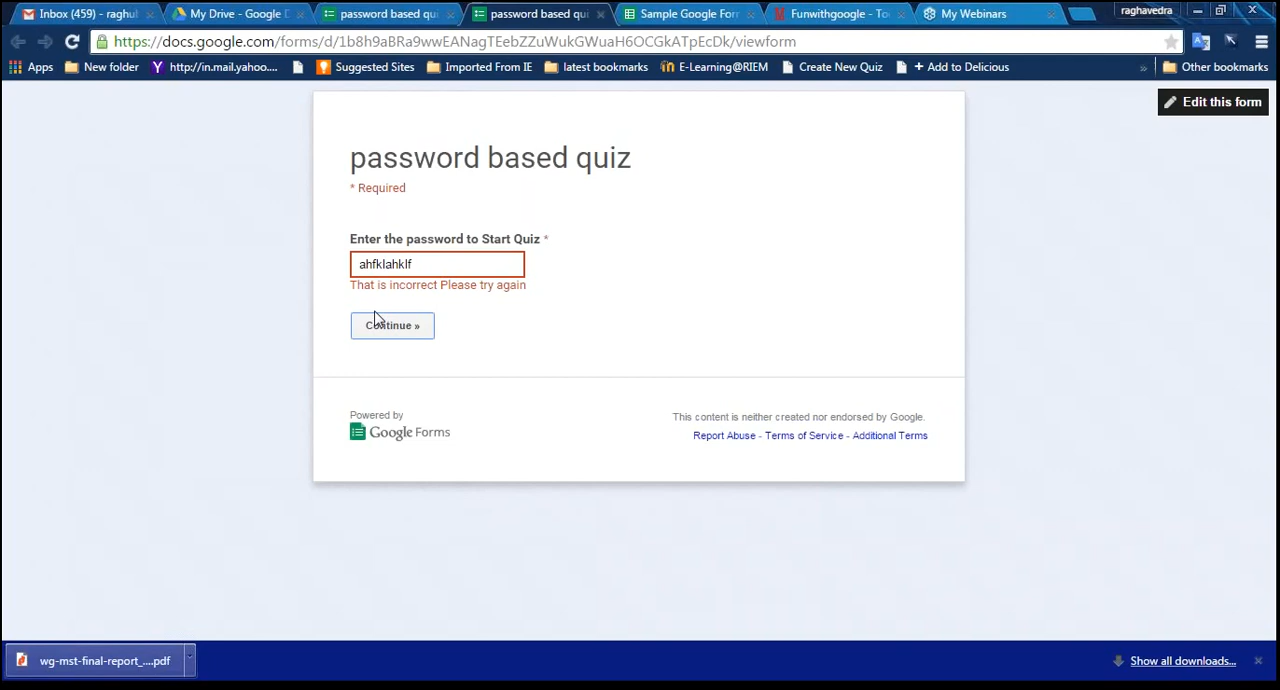 Inbox (459) - raghul
My Drive - Google D
password based qui
password based qui
Sample Google Form
Funwithgoogle - Too
My Webinars
raghavedra
https://docs.google.com/forms/d/1b8h9aBRa9wwEANagTEebZZuWukGWuaH6OCGkATpEcDk/viewform
Apps
New folder
http://in.mail.yahoo....
Suggested Sites
Imported From IE
latest bookmarks
E-Learning@RIEM
Create New Quiz
+ Add to Delicious
»
Other bookmarks
Edit this form
password based quiz
* Required
Enter the password to Start Quiz *
ahfklahklf
That is incorrect Please try again
Continue »
Powered by
Google Forms
This content is neither created nor endorsed by Google.
Report Abuse - Terms of Service - Additional Terms
wg-mst-final-report_....pdf
Show all downloads...